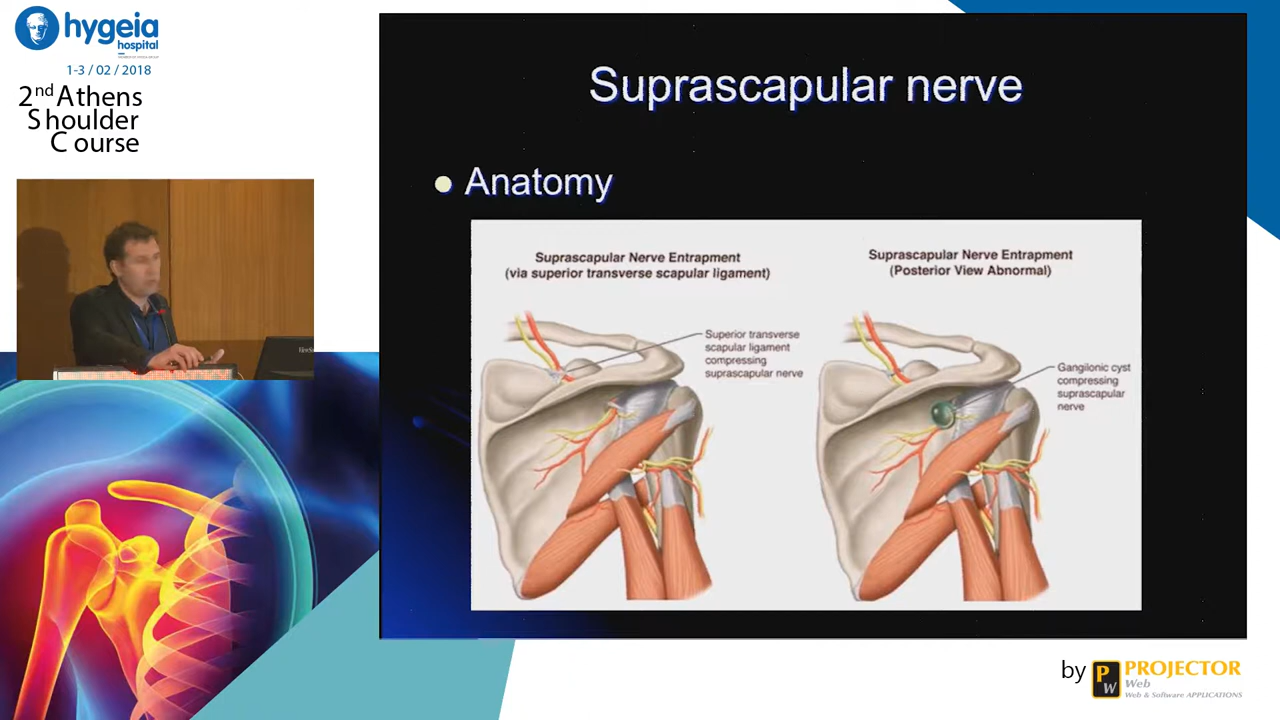 hygeia
hospital
1-3 / 02 / 2018
2nd Athens
Shoulder
Course
Suprascapular nerve
Anatomy
Suprascapular Nerve Entrapment
(via superior transverse scapular ligament)
Superior transverse
scapular ligament
compressing
suprascapular nerve
Suprascapular Nerve Entrapment
(Posterior View Abnormal)
Gangilonic cyst
compressing
suprascapular
nerve
by
PW
PROJECTOR
Web
Web & Software APPLICATIONS